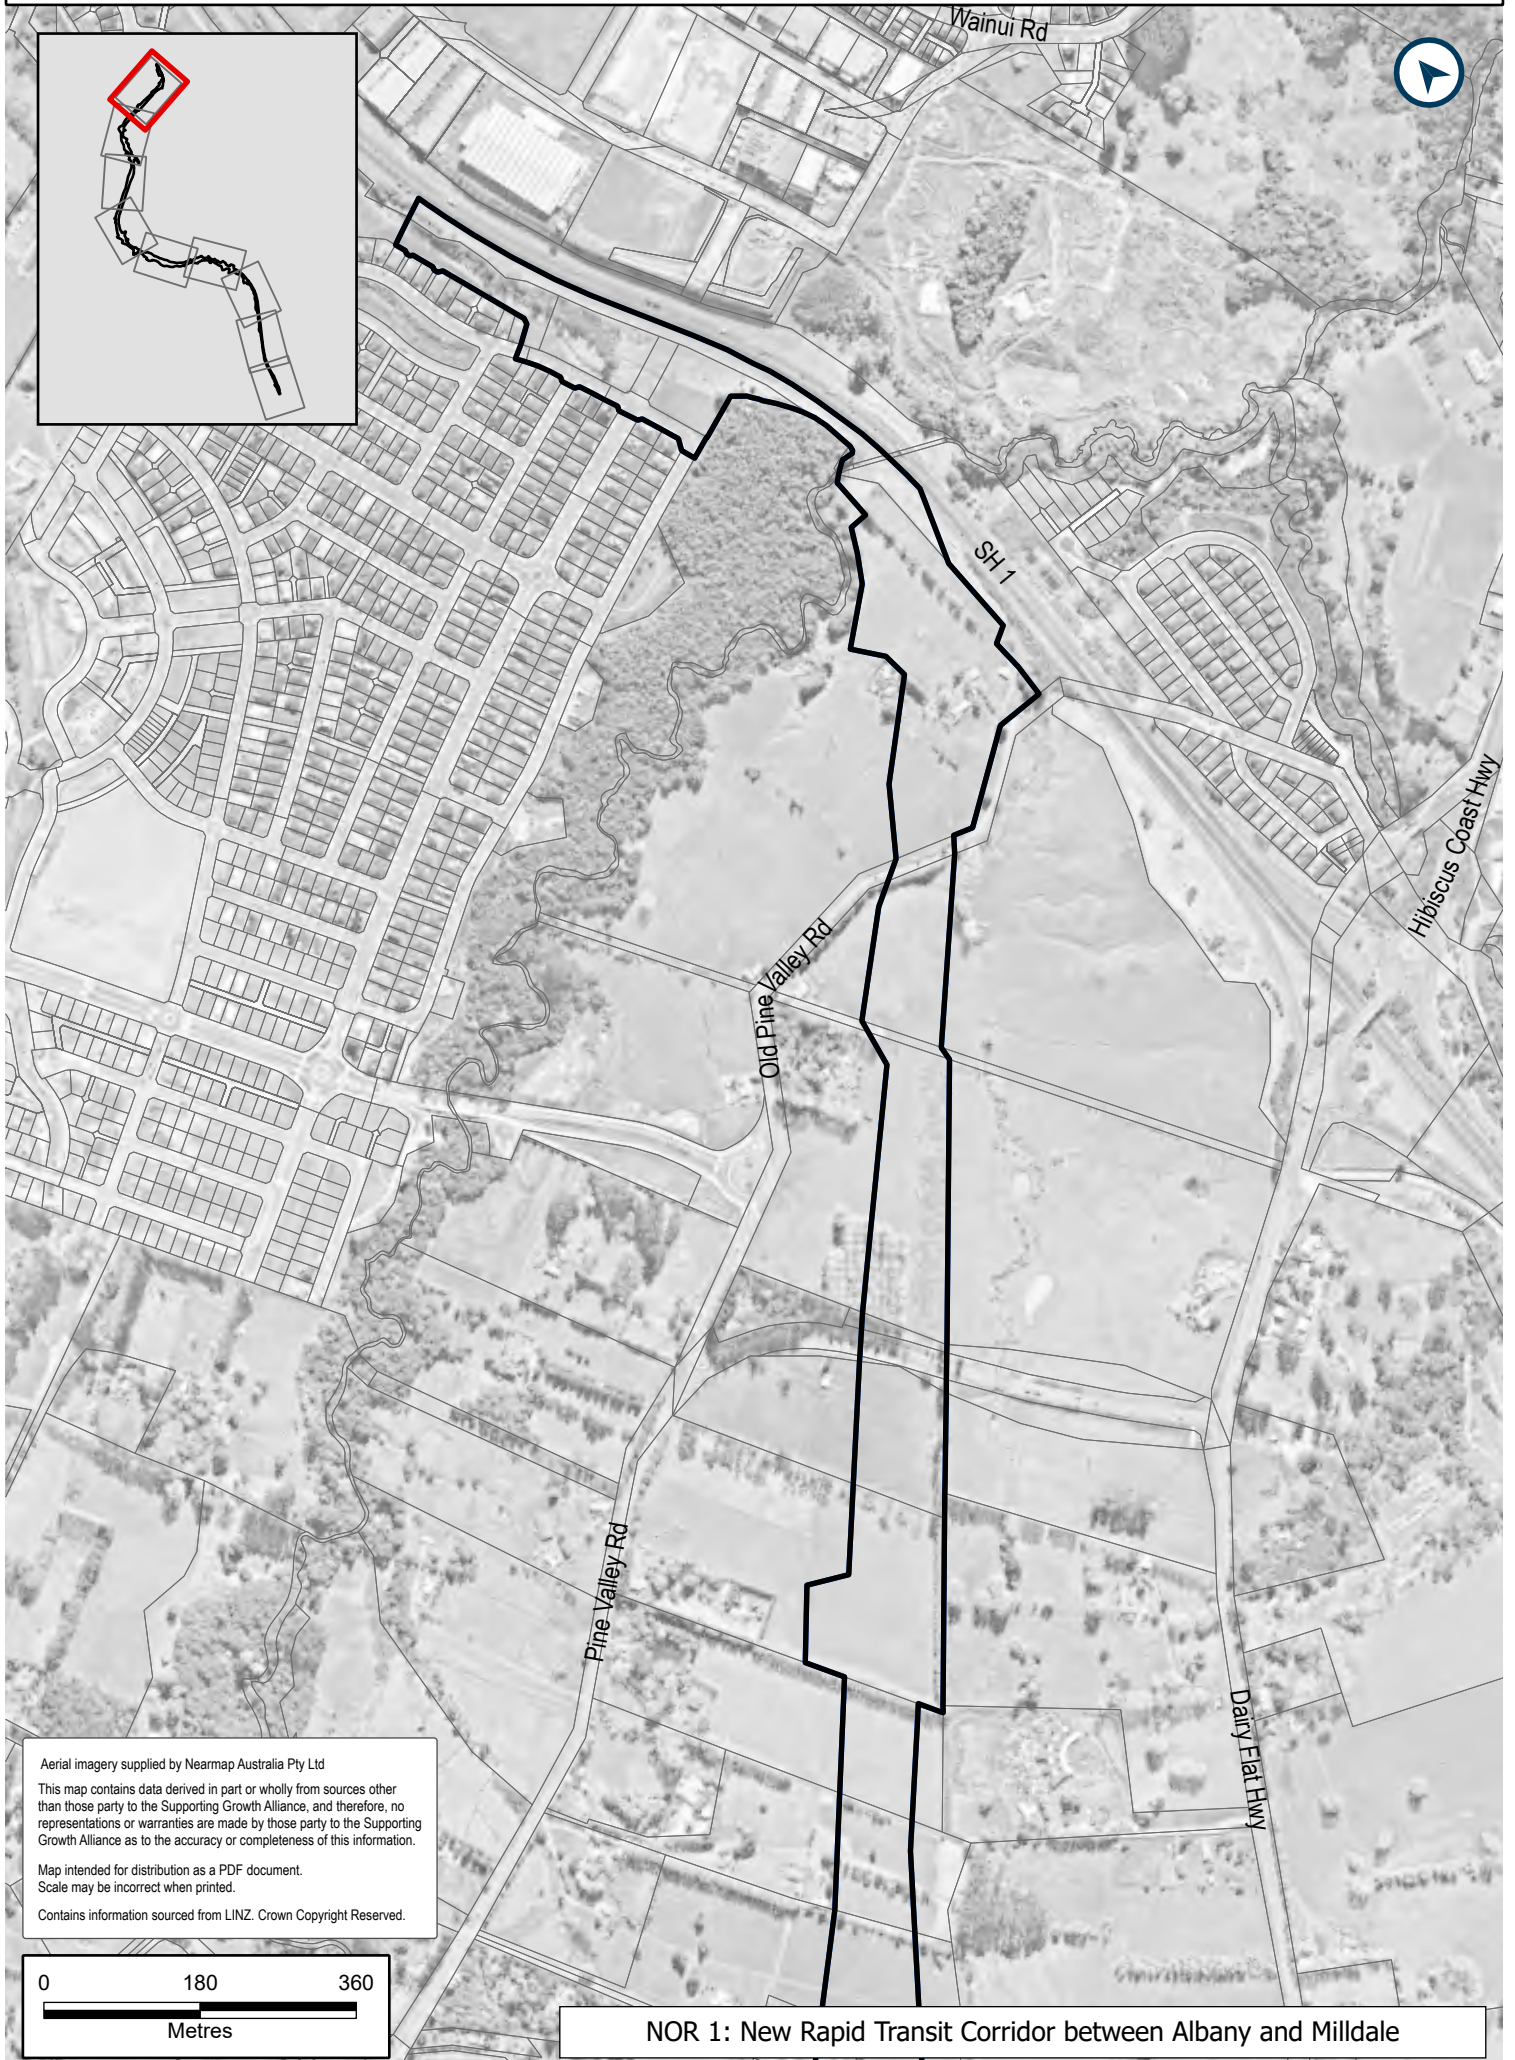 Wainui Rd
SH 1
Hibiscus Coast Hwy
Old Pine Valley Rd
Pine Valley Rd
Dairy Flat Hwy
Aerial imagery supplied by Nearmap Australia Pty Ltd
This map contains data derived in part or wholly from sources other
than those party to the Supporting Growth Alliance, and therefore, no
representations or warranties are made by those party to the Supporting
Growth Alliance as to the accuracy or completeness of this information.
Map intended for distribution as a PDF document.
Scale may be incorrect when printed.
Contains information sourced from LINZ. Crown Copyright Reserved.
0 180 360
Metres
NOR 1: New Rapid Transit Corridor between Albany and Milldale